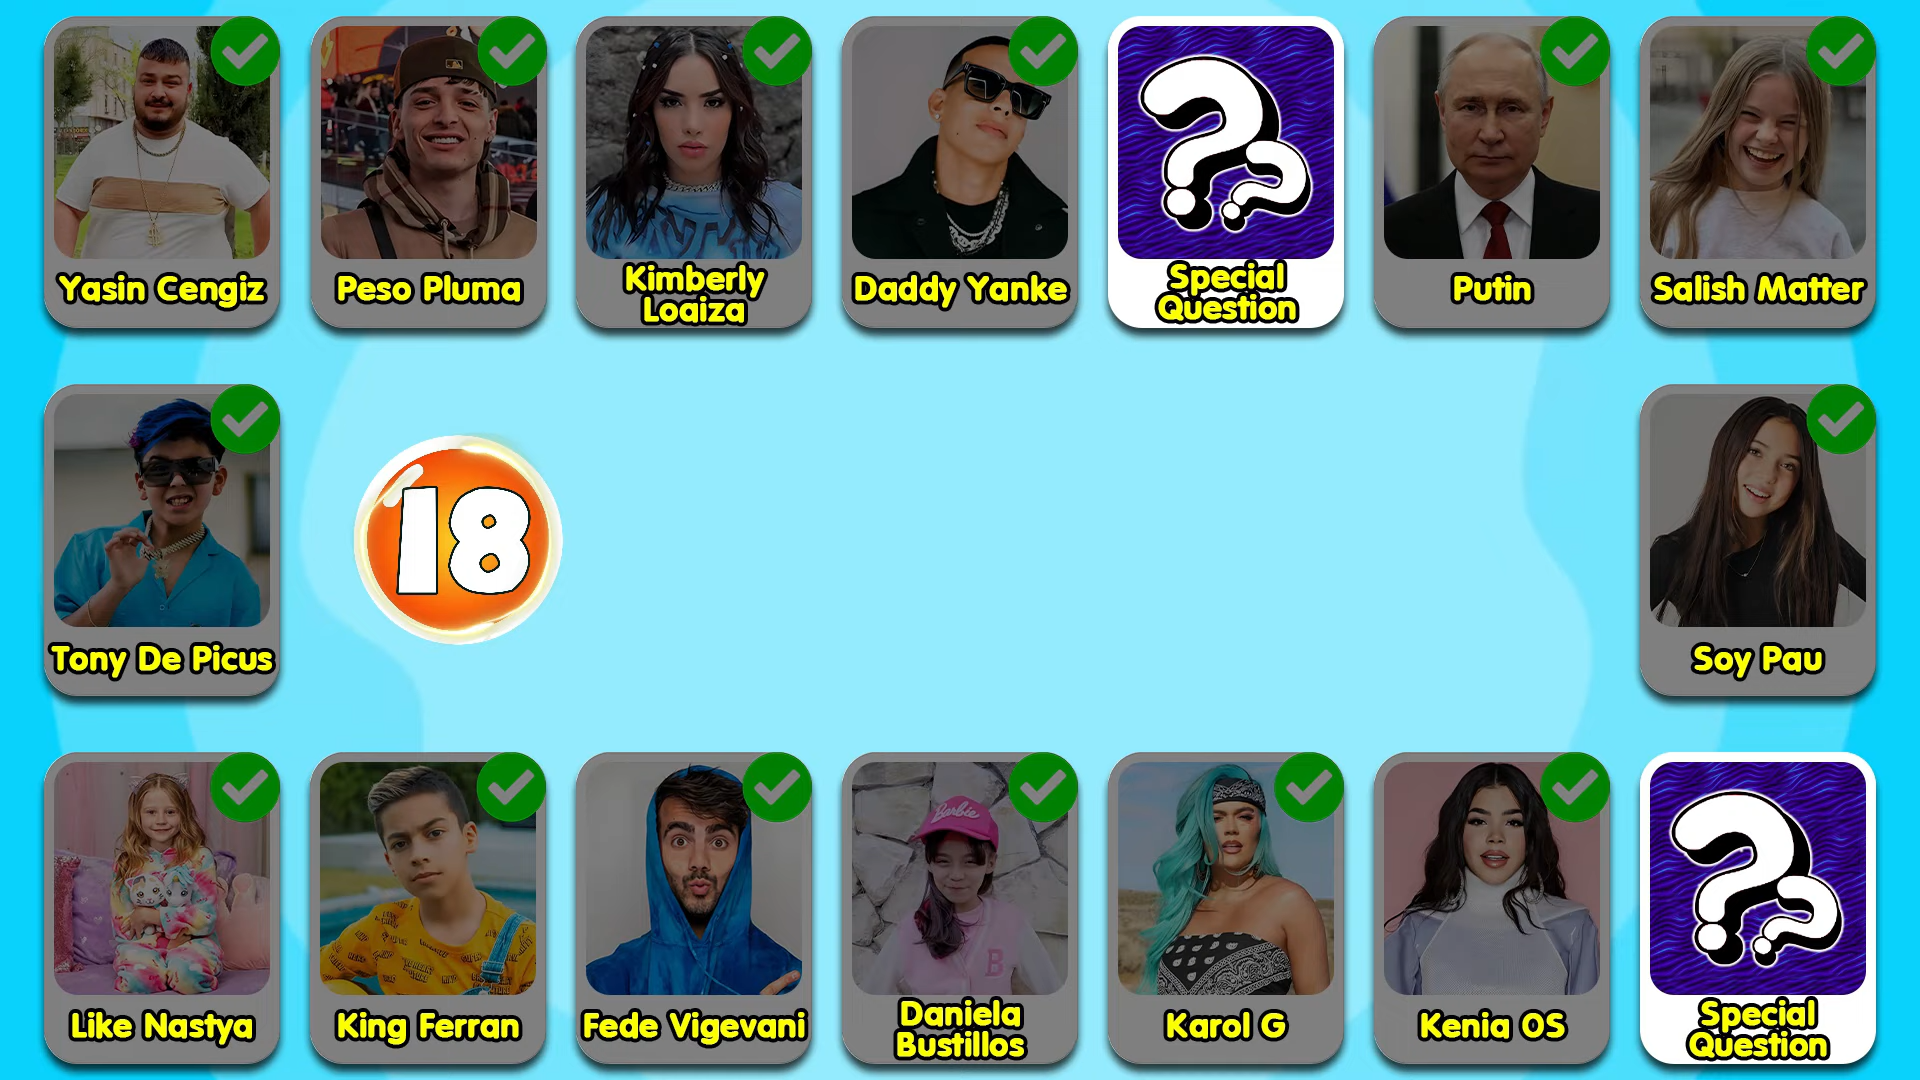 Yasin Cengiz
Peso Pluma
Kimberly
Loaiza
Daddy Yanke
Special
Question
Putin
Salish Matter
Tony De Picus
18
Soy Pau
Barbie
B
Like Nastya
King Ferran
Fede Vigevani
Daniela
Bustillos
Karol G
Kenia OS
Special
Question